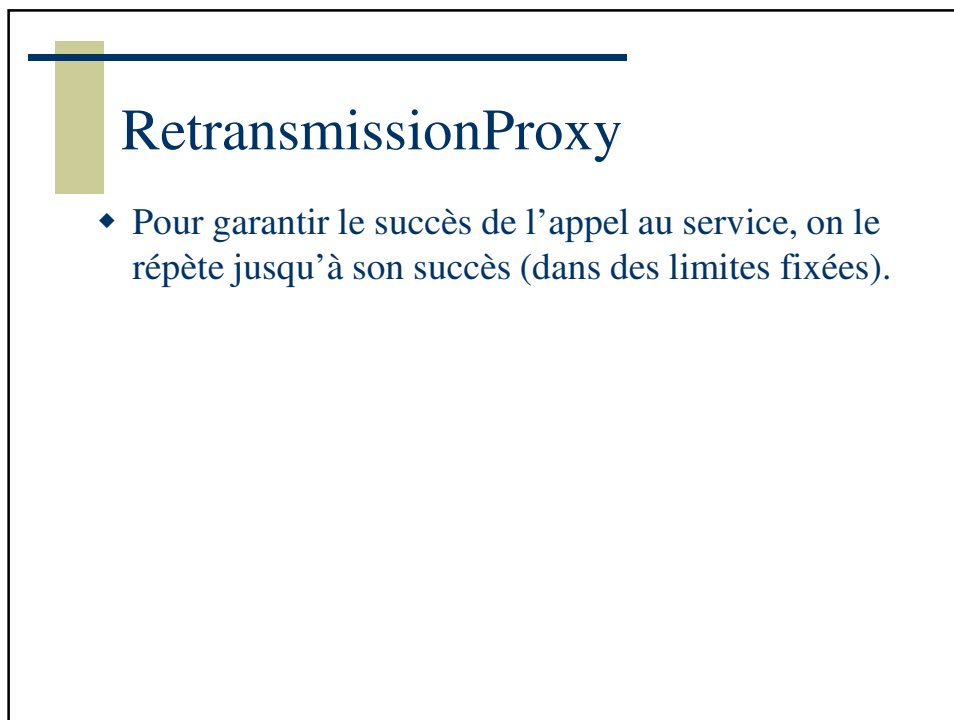 RetransmissionProxy
Pour garantir le succès de l’appel au service, on le
répète jusqu’à son succès (dans des limites fixées).